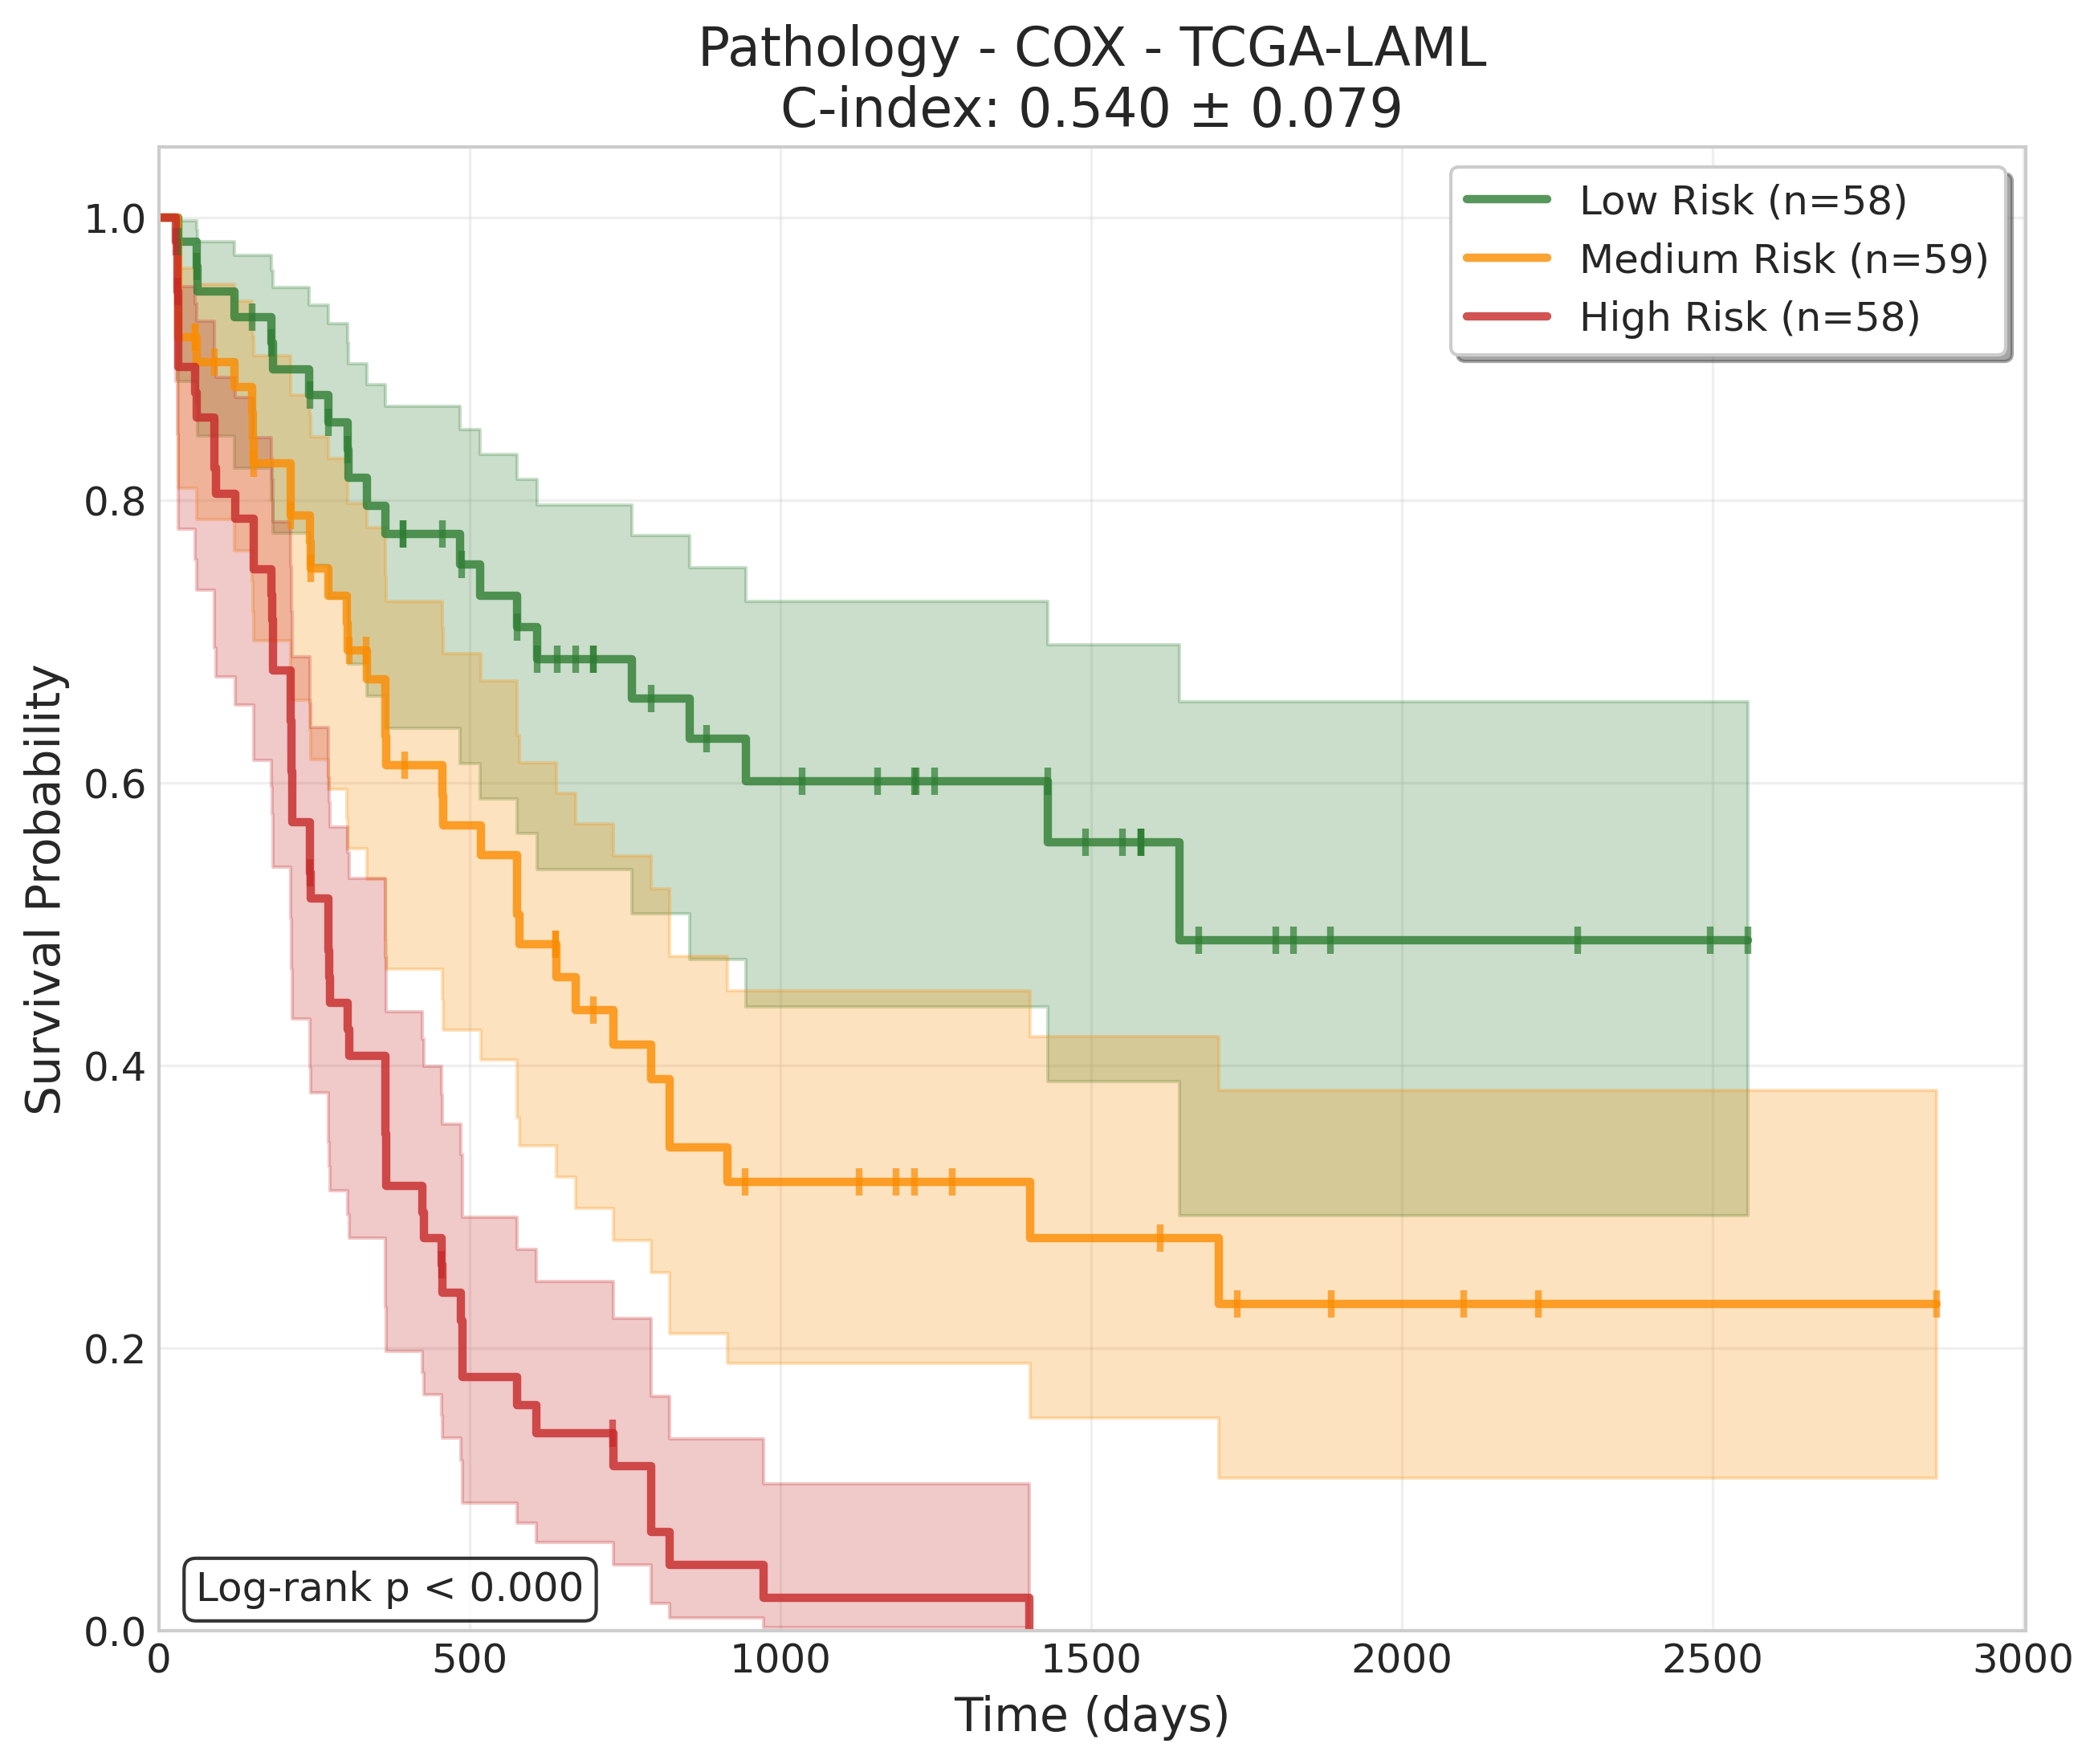 Pathology - COX - TCGA-LAML
C-index: 0.540 ± 0.079
Low Risk (n=58)
Medium Risk (n=59)
High Risk (n=58)
Survival Probability
1.0
0.8
0.6
0.4
0.2
0.0
Log-rank p < 0.000
0 500 1000 1500 2000 2500 3000
Time (days)